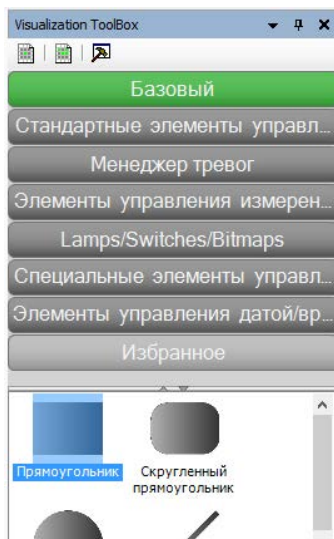 Visualization ToolBox
Базовый
Стандартные элементы управл...
Менеджер тревог
Элементы управления измерен...
Lamps/Switches/Bitmaps
Специальные элементы управл...
Элементы управления датой/вр...
Избранное
Прямоугольник
Скругленный
прямоугольник